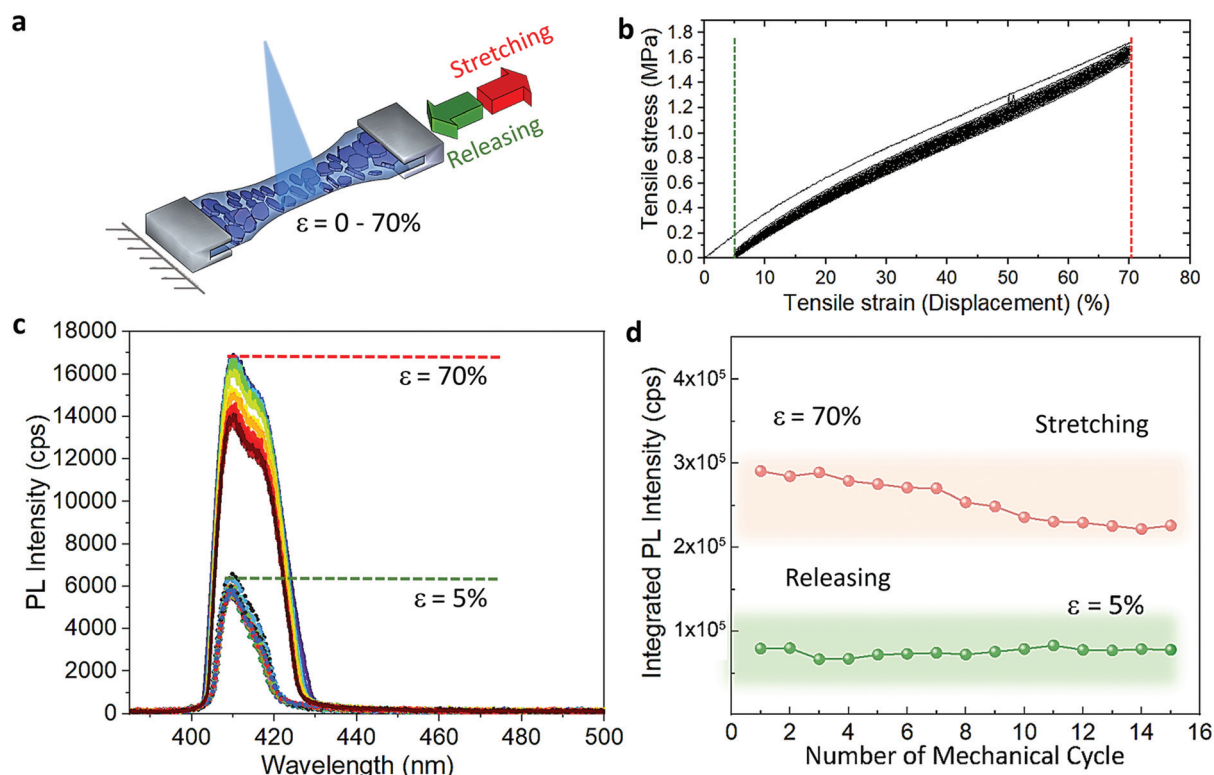 a
Stretching
Releasing
ε = 0 - 70%
b
Tensile stress (MPa)
1.8
1.6
1.4
1.2
1.0
0.8
0.6
0.4
0.2
0.0
0 10 20 30 40 50 60 70 80
Tensile strain (Displacement) (%)
c
PL Intensity (cps)
18000
16000
14000
12000
10000
8000
6000
4000
2000
0
ε = 70%
ε = 5%
400 420 440 460 480 500
Wavelength (nm)
d
Integrated PL Intensity (cps)
4x10⁵
3x10⁵
2x10⁵
1x10⁵
ε = 70%
Stretching
Releasing
ε = 5%
0 2 4 6 8 10 12 14 16
Number of Mechanical Cycle